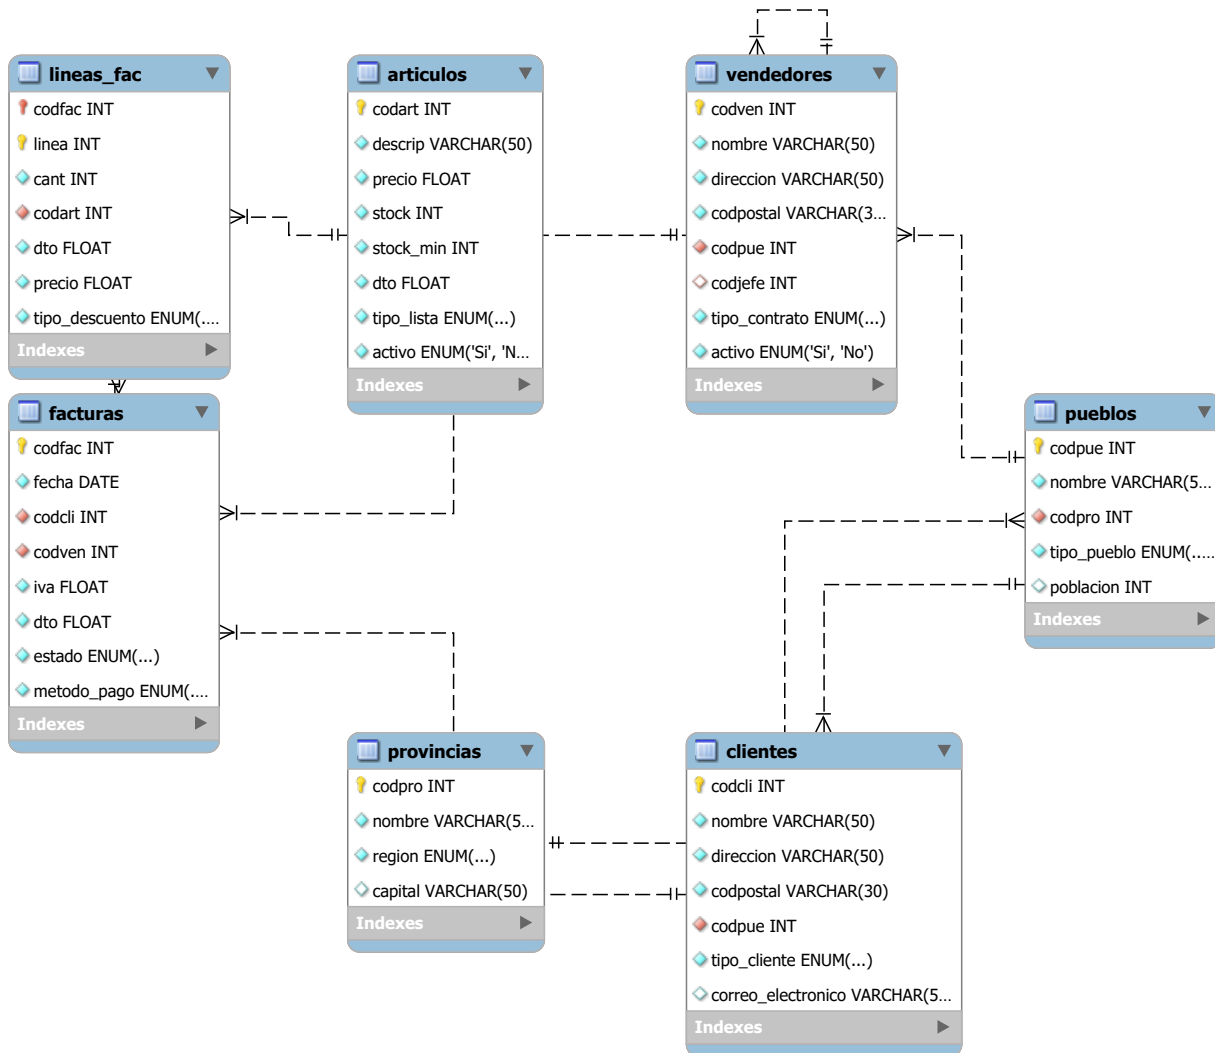 lineas_fac
codfac INT
linea INT
cant INT
codart INT
dto FLOAT
precio FLOAT
tipo_descuento ENUM(....
Indexes
articulos
codart INT
descrip VARCHAR(50)
precio FLOAT
stock INT
stock_min INT
dto FLOAT
tipo_lista ENUM(...)
activo ENUM('Si', 'N...
Indexes
vendedores
codven INT
nombre VARCHAR(50)
direccion VARCHAR(50)
codpostal VARCHAR(3...
codpue INT
codjefe INT
tipo_contrato ENUM(...)
activo ENUM('Si', 'No')
Indexes
facturas
codfac INT
fecha DATE
codcli INT
codven INT
iva FLOAT
dto FLOAT
estado ENUM(...)
metodo_pago ENUM(....
Indexes
pueblos
codpue INT
nombre VARCHAR(5...
codpro INT
tipo_pueblo ENUM(.....
poblacion INT
Indexes
provincias
codpro INT
nombre VARCHAR(5...
region ENUM(...)
capital VARCHAR(50)
Indexes
clientes
codcli INT
nombre VARCHAR(50)
direccion VARCHAR(50)
codpostal VARCHAR(30)
codpue INT
tipo_cliente ENUM(...)
correo_electronico VARCHAR(5...
Indexes